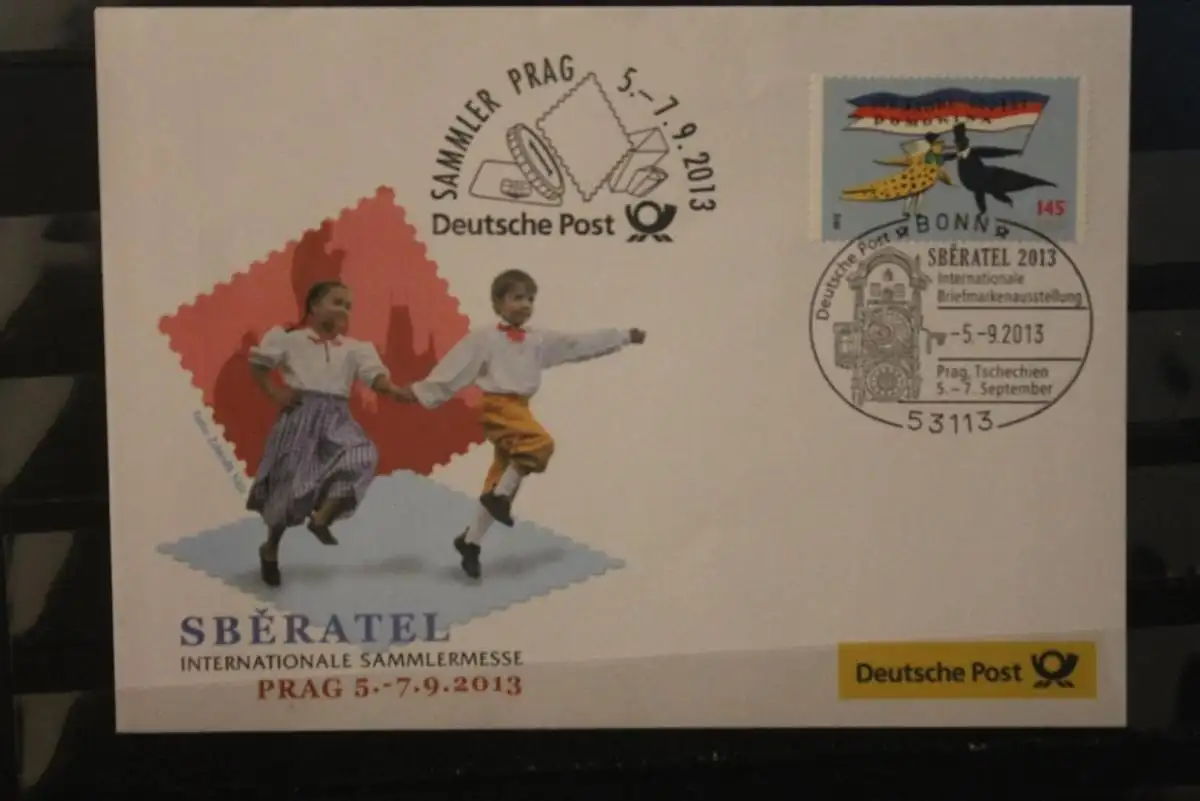 SAMMLER PRAG 5.–7.9.2013
Deutsche Post
DOMOWINA
145
BONN
Deutsche Post
SBĚRATEL 2013
Internationale
Briefmarkenausstellung
-5.-9.2013
Prag, Tschechien
5.–7. September
53113
SBĚRATEL
INTERNATIONALE SAMMLERMESSE
PRAG 5.-7.9.2013
Deutsche Post